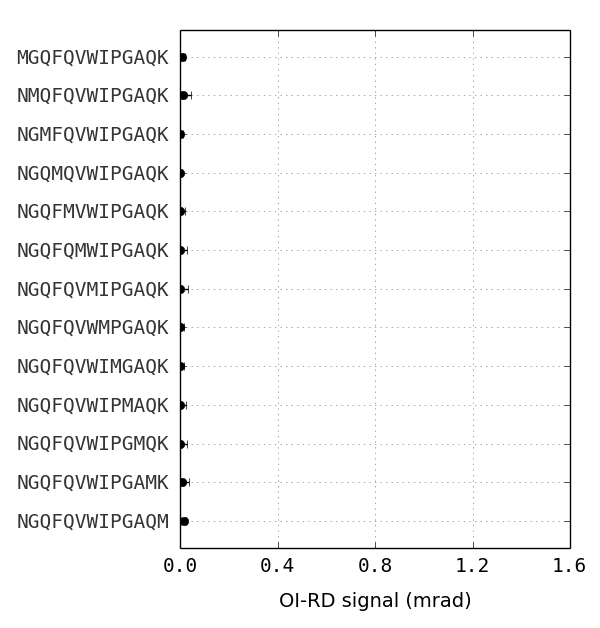 MGQFQVWIPGAQK
NMQFQVWIPGAQK
NGMFQVWIPGAQK
NGQMQVWIPGAQK
NGQFMVWIPGAQK
NGQFQMWIPGAQK
NGQFQVMIPGAQK
NGQFQVWMPGAQK
NGQFQVWIMGAQK
NGQFQVWIPMAQK
NGQFQVWIPGMQK
NGQFQVWIPGAMK
NGQFQVWIPGAQM
0.0 0.4 0.8 1.2 1.6
OI-RD signal (mrad)